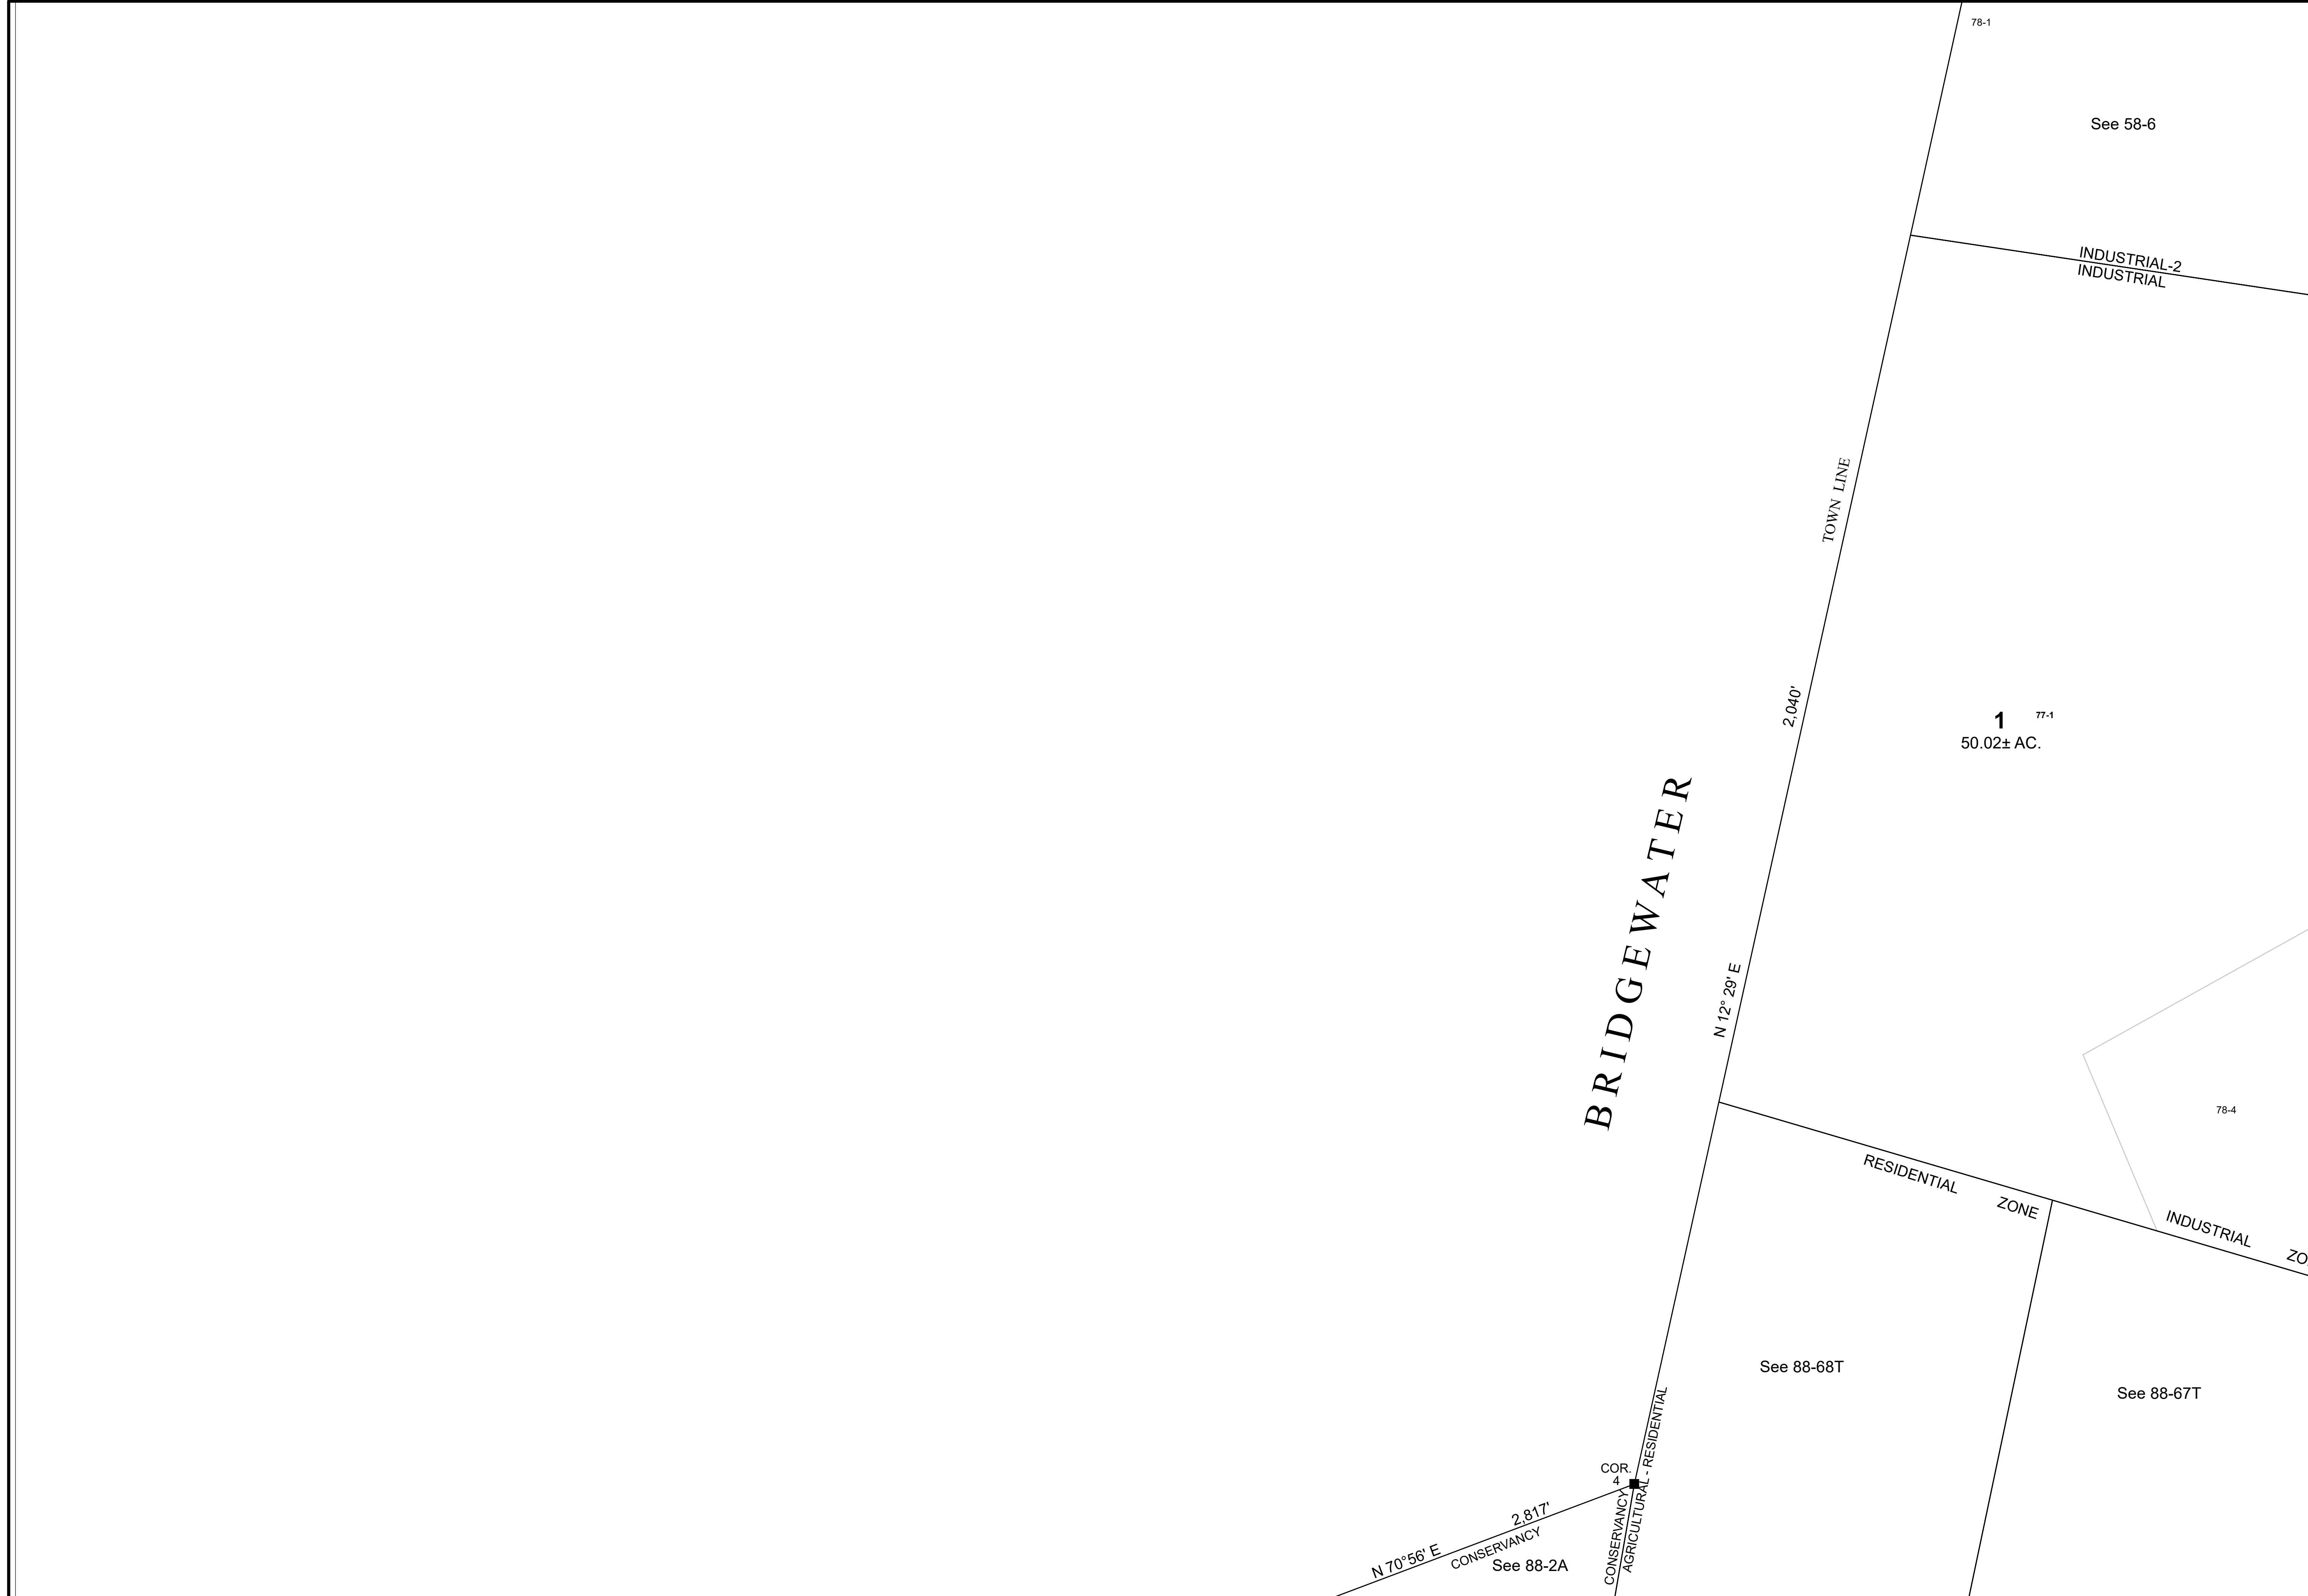 78-1
See 58-6
INDUSTRIAL-2
INDUSTRIAL
TOWN LINE
2,040'
1 77-1
50.02± AC.
BRIDGEWATER
N 12° 29' E
78-4
RESIDENTIAL ZONE
INDUSTRIAL ZO
See 88-68T
See 88-67T
AGRICULTURAL - RESIDENTIAL
CONSERVANCY
COR.
4
2,817'
N 70°56' E
CONSERVANCY
See 88-2A